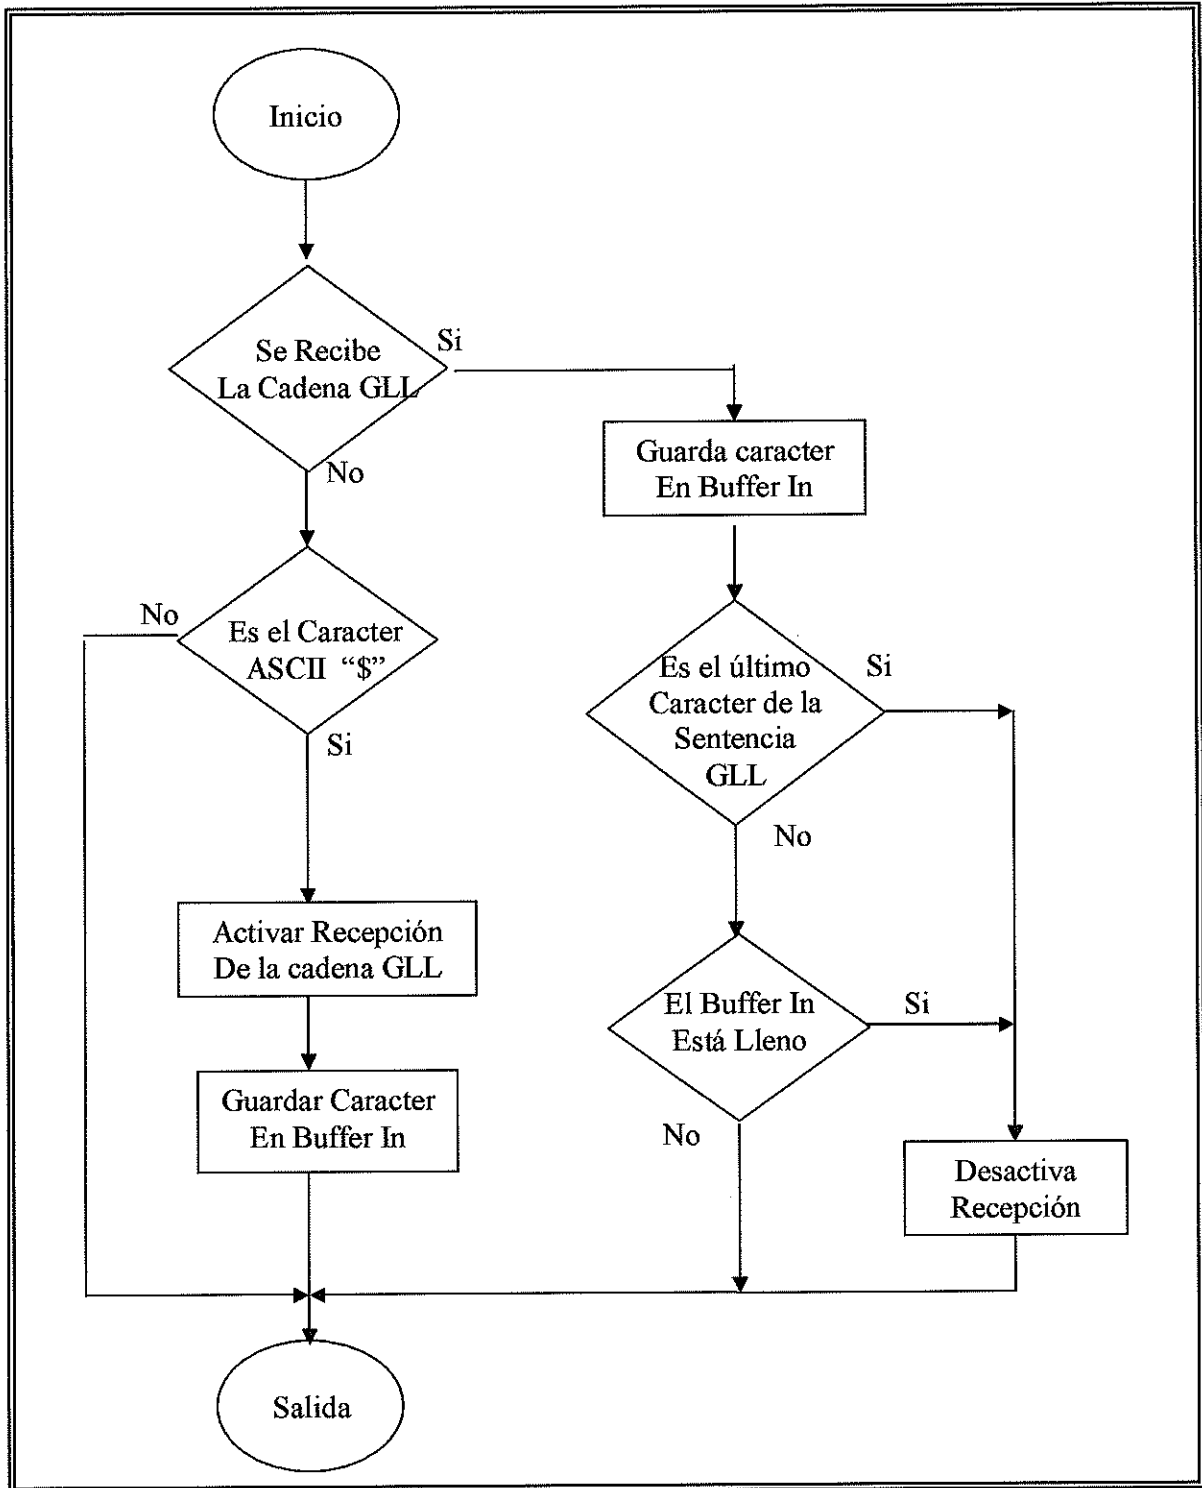 Inicio
Se Recibe
La Cadena GLL
Si
No
Guarda caracter
En Buffer In
Es el Caracter
ASCII “$”
No
Si
Es el último
Caracter de la
Sentencia
GLL
Si
No
Activar Recepción
De la cadena GLL
El Buffer In
Está Lleno
Si
No
Guardar Caracter
En Buffer In
Desactiva
Recepción
Salida